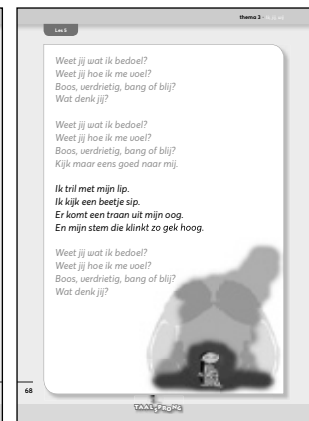 thema 3 -
Les 5
Weet jij wat ik bedoel?
Weet jij hoe ik me voel?
Boos, verdrietig, bang of blij?
Wat denk jij?
Weet jij wat ik bedoel?
Weet jij hoe ik me voel?
Boos, verdrietig, bang of blij?
Kijk maar eens goed naar mij.
Ik tril met mijn lip.
Ik kijk een beetje sip.
Er komt een traan uit mijn oog.
En mijn stem die klinkt zo gek hoog.
Weet jij wat ik bedoel?
Weet jij hoe ik me voel?
Boos, verdrietig, bang of blij?
Wat denk jij?
68
TAALSPRONG